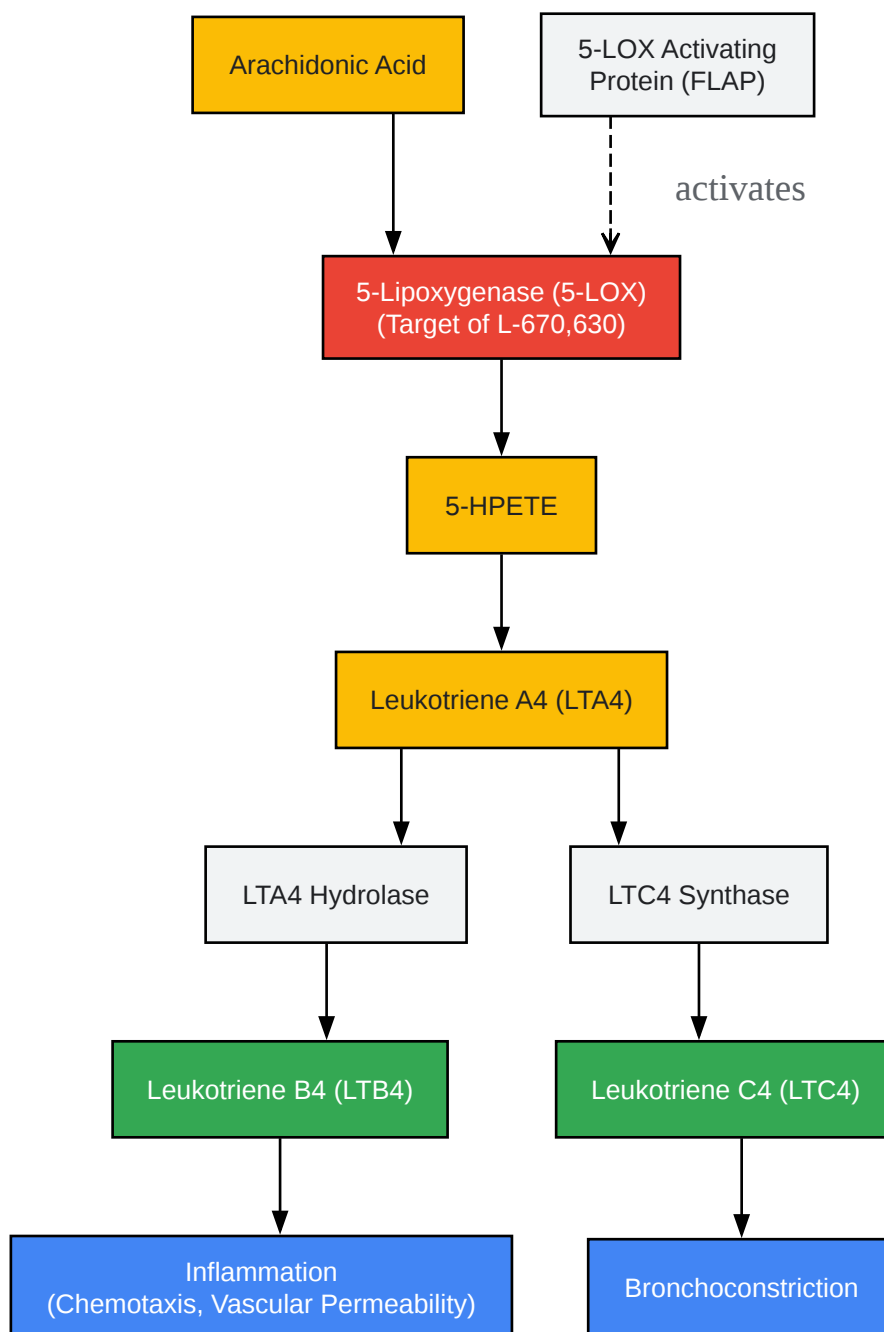 Arachidonic Acid
5-LOX Activating
Protein (FLAP)
activates
5-Lipoxygenase (5-LOX)
(Target of L-670,630)
5-HPETE
Leukotriene A4 (LTA4)
LTA4 Hydrolase
LTC4 Synthase
Leukotriene B4 (LTB4)
Leukotriene C4 (LTC4)
Inflammation
(Chemotaxis, Vascular Permeability)
Bronchoconstriction